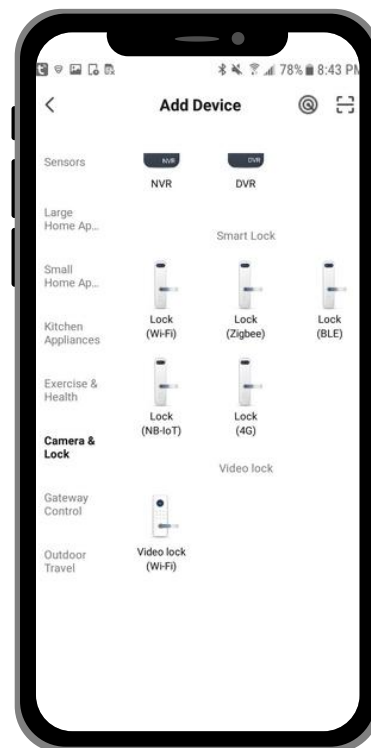 78% 8:43 PM
Add Device
Sensors
NVR
DVR
NVR
DVR
Large
Home Ap...
Smart Lock
Small
Home Ap...
Lock
(Wi-Fi)
Lock
(Zigbee)
Lock
(BLE)
Kitchen
Appliances
Exercise &
Health
Lock
(NB-IoT)
Lock
(4G)
Camera &
Lock
Video lock
Gateway
Control
Outdoor
Travel
Video lock
(Wi-Fi)